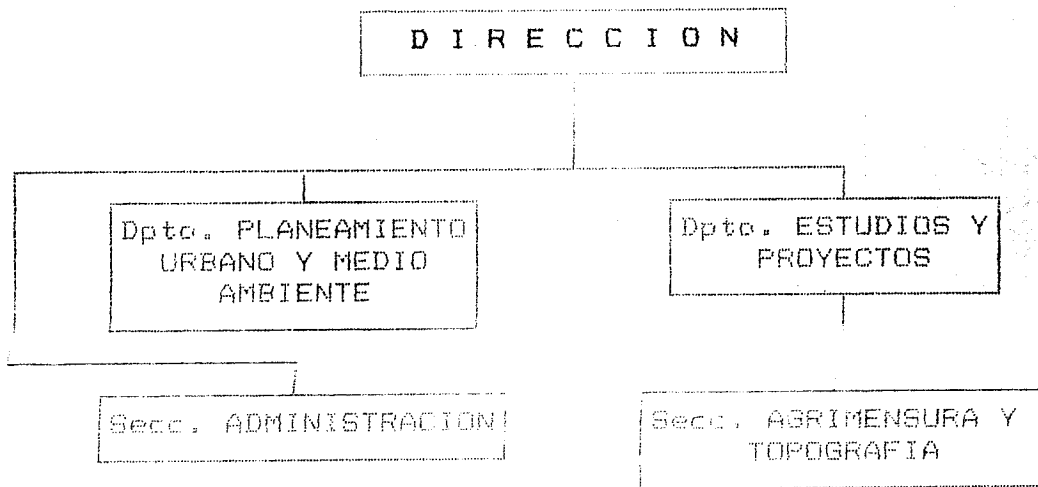 D I R E C C I O N
Dpto. PLANEAMIENTO
URBANO Y MEDIO
AMBIENTE
Dpto. ESTUDIOS Y
PROYECTOS
Secc. ADMINISTRACION
Secc. AGRIMENSURA Y
TOPOGRAFIA